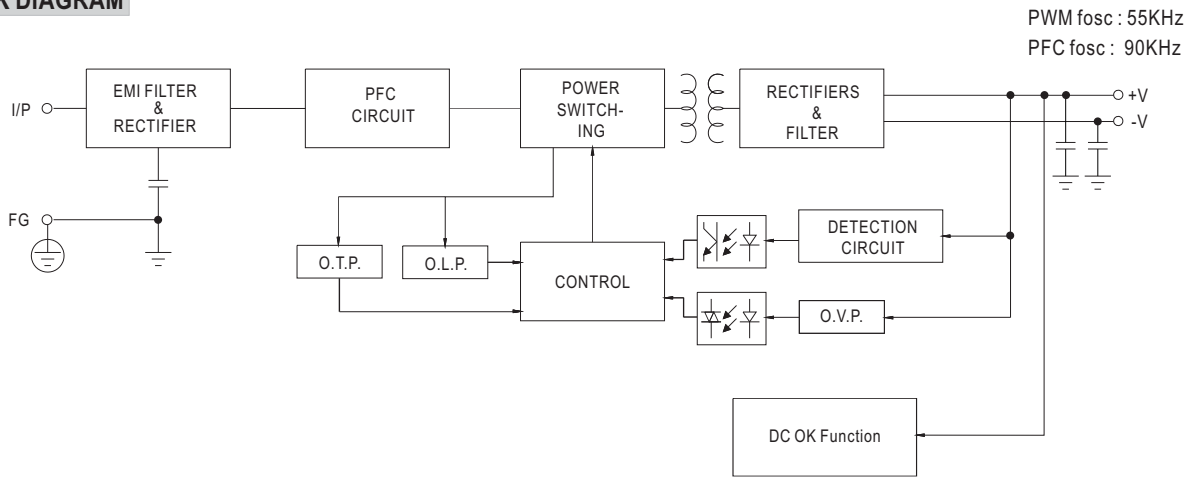 DIAGRAM
PWM fosc : 55KHz
PFC fosc : 90KHz
I/P
EMI FILTER
&
RECTIFIER
PFC
CIRCUIT
POWER
SWITCH-
ING
RECTIFIERS
&
FILTER
+V
-V
FG
O.T.P.
O.L.P.
CONTROL
DETECTION
CIRCUIT
O.V.P.
DC OK Function